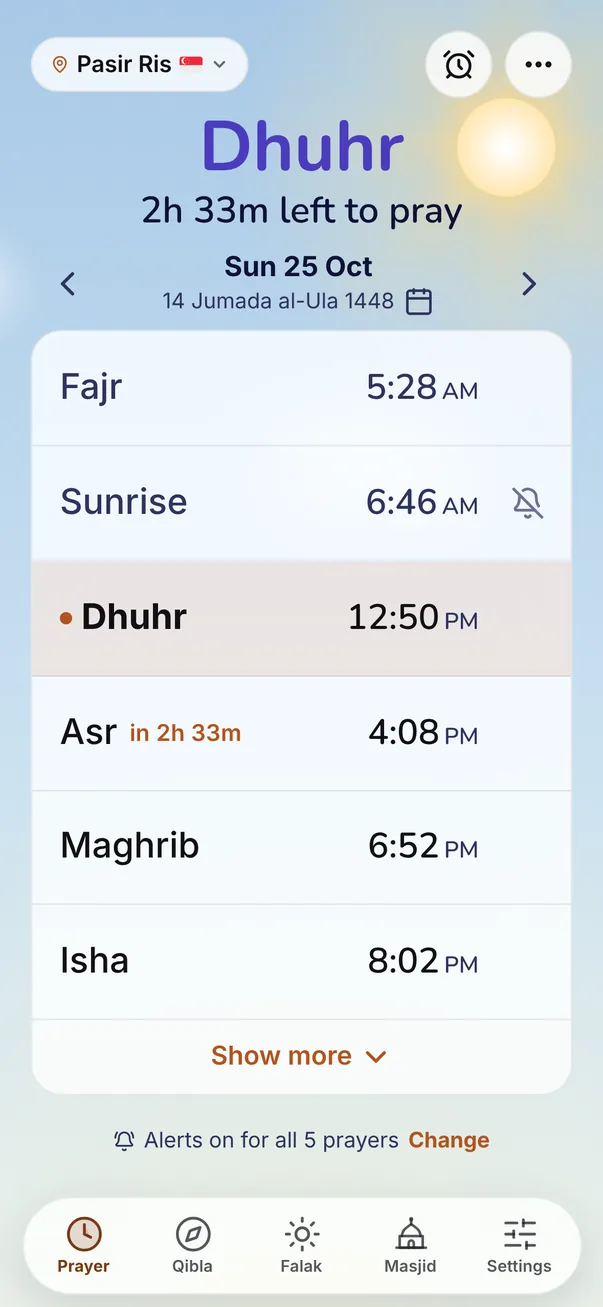 Pasir Ris
Dhuhr
2h 33m left to pray
Sun 25 Oct
14 Jumada al-Ula 1448
Fajr 5:28 AM
Sunrise 6:46 AM
Dhuhr 12:50 PM
Asr in 2h 33m 4:08 PM
Maghrib 6:52 PM
Isha 8:02 PM
Show more
Alerts on for all 5 prayers Change
Prayer Qibla Falak Masjid Settings